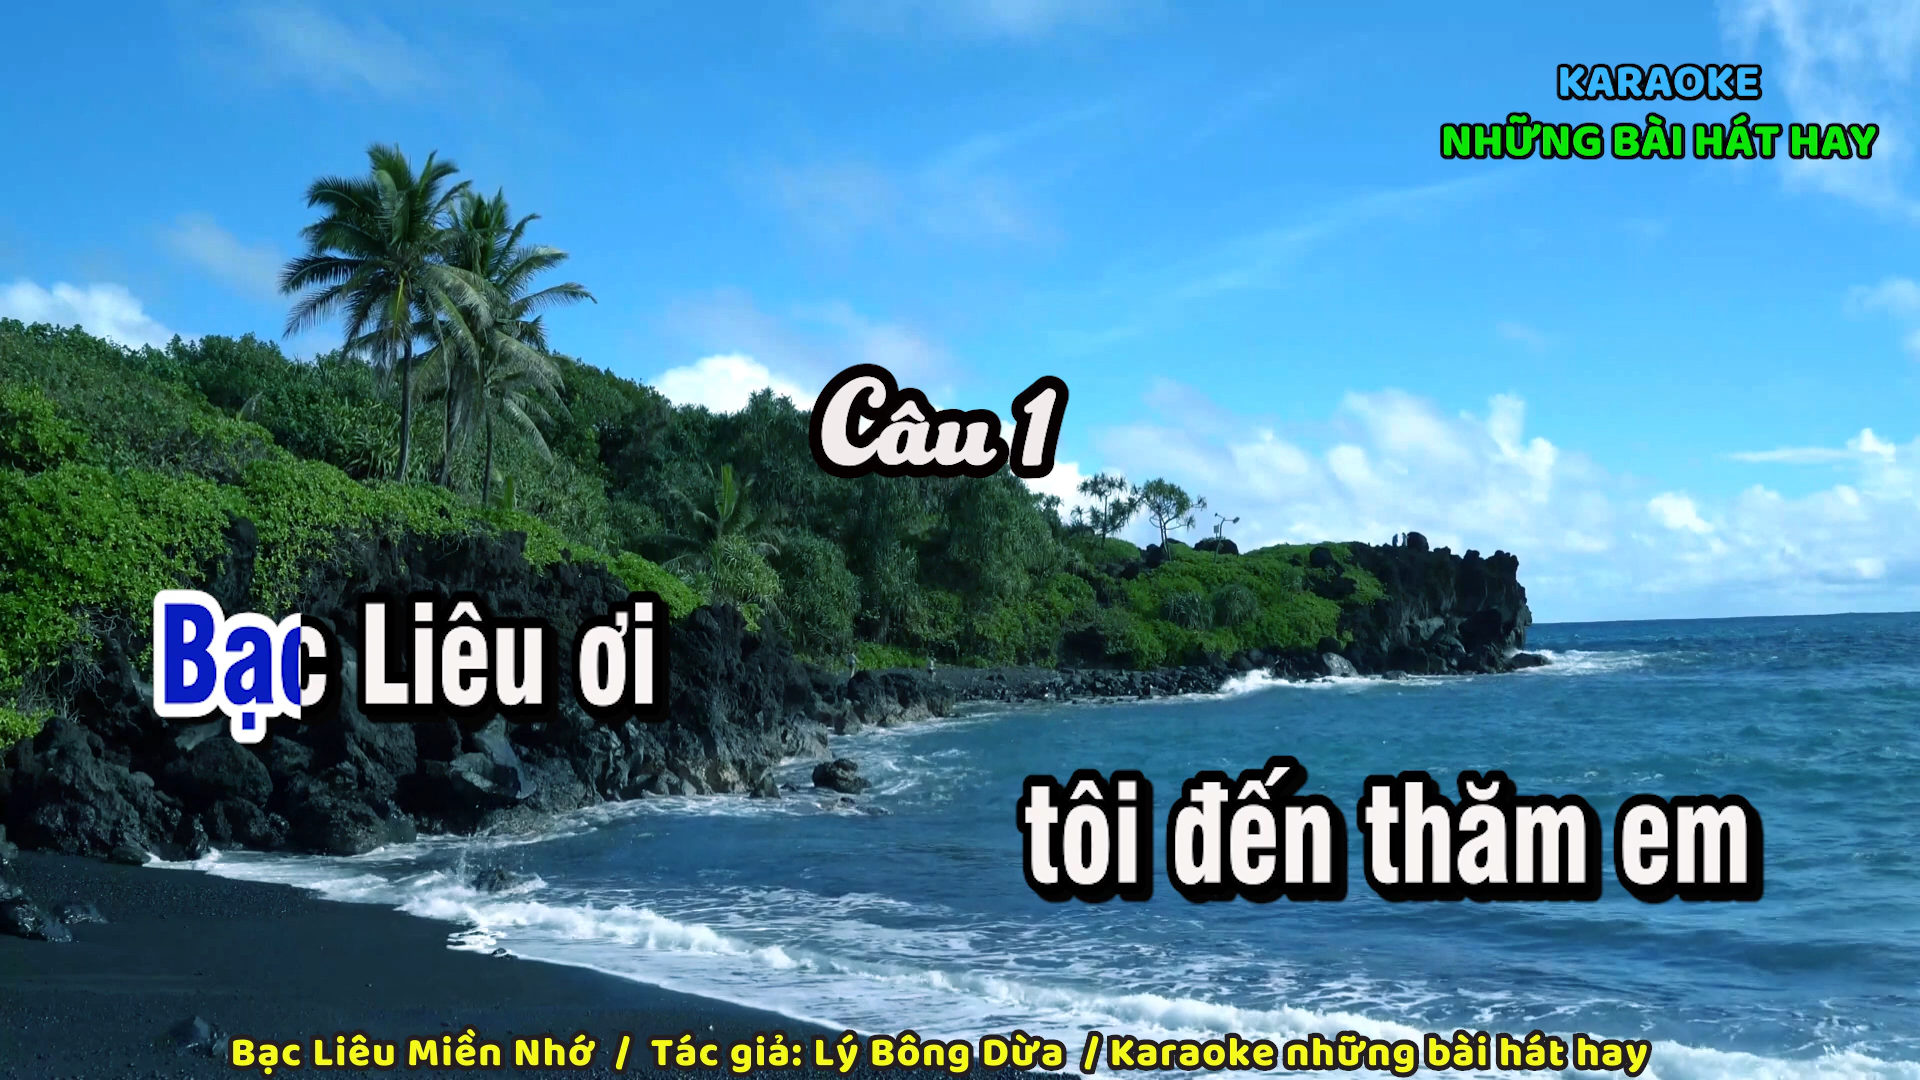 KARAOKE
NHỮNG BÀI HÁT HAY
Câu 1
Bạc Liêu ơi
tôi đến thăm em
Bạc Liêu Miền Nhớ / Tác giả: Lý Bông Dừa / Karaoke những bài hát hay